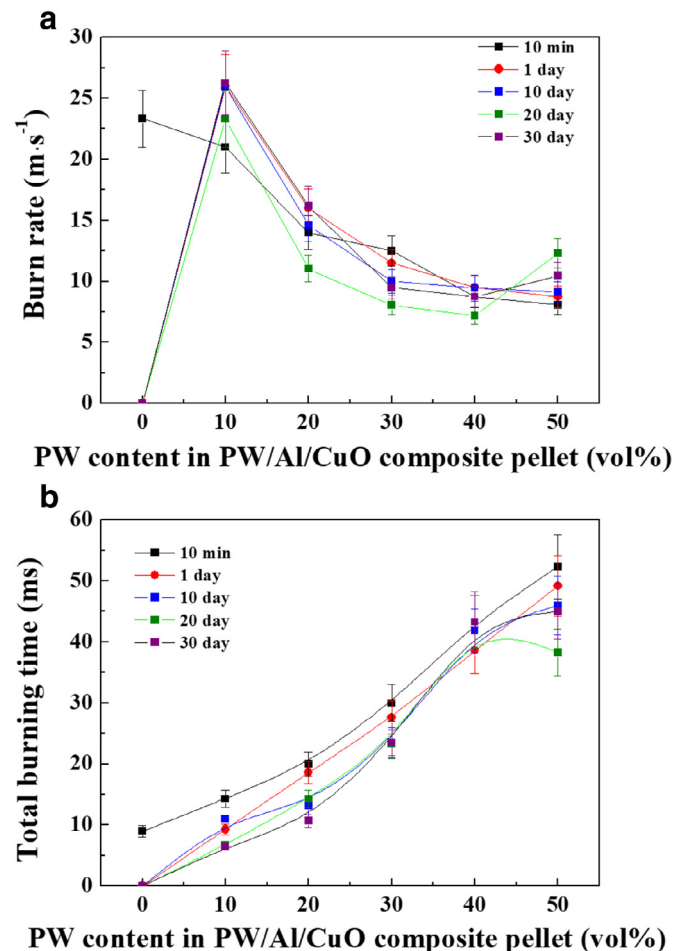 a
30
25
20
15
10
5
0
Burn rate (m·s⁻¹)
10 min
1 day
10 day
20 day
30 day
0 10 20 30 40 50
PW content in PW/Al/CuO composite pellet (vol%)
b
60
50
40
30
20
10
0
Total burning time (ms)
10 min
1 day
10 day
20 day
30 day
0 10 20 30 40 50
PW content in PW/Al/CuO composite pellet (vol%)